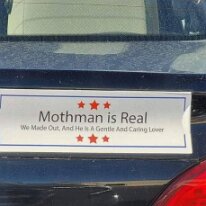 Mothman is Real
We Made Out, And He Is A Gentle And Caring Lover